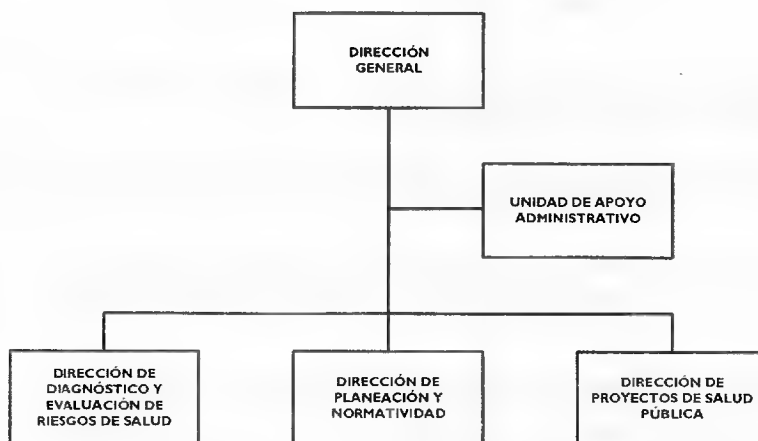 DIRECCIÓN
GENERAL
UNIDAD DE APOYO
ADMINISTRATIVO
DIRECCIÓN DE
DIAGNÓSTICO Y
EVALUACIÓN DE
RIESGOS DE SALUD
DIRECCIÓN DE
PLANEACIÓN Y
NORMATIVIDAD
DIRECCIÓN DE
PROYECTOS DE SALUD
PÚBLICA